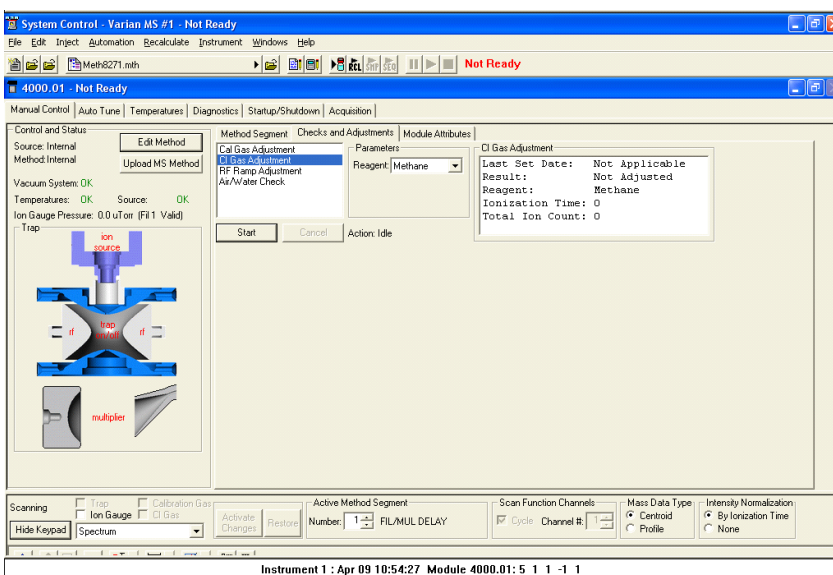 System Control - Varian MS #1 - Not Ready
File Edit Inject Automation Recalculate Instrument Windows Help
Meth8271.mth RCL SMP SEQ Not Ready
4000.01 - Not Ready
Manual Control Auto Tune Temperatures Diagnostics Startup/Shutdown Acquisition
Control and Status
Source: Internal
Edit Method
Method:Internal
Upload MS Method
Vacuum System: OK
Temperatures: OK Source: OK
Ion Gauge Pressure: 0.0 uTorr (Fil 1 Valid)
Trap
ion
source
rf
trap
on/off
rf
multiplier
Method Segment Checks and Adjustments Module Attributes
Cal Gas Adjustment
CI Gas Adjustment
RF Ramp Adjustment
Air/Water Check
Parameters
Reagent: Methane
CI Gas Adjustment
Last Set Date: Not Applicable
Result: Not Adjusted
Reagent: Methane
Ionization Time: 0
Total Ion Count: 0
Start Cancel Action: Idle
Scanning
Trap Calibration Gas
Ion Gauge CI Gas
Hide Keypad Spectrum
Activate
Changes
Restore
Active Method Segment
Number: 1 FIL/MUL DELAY
Scan Function Channels
Cycle Channel #: 1
Mass Data Type
Centroid
Profile
Intensity Normalization
By Ionization Time
None
Instrument 1 : Apr 09 10:54:27 Module 4000.01: 5 1 1 -1 1